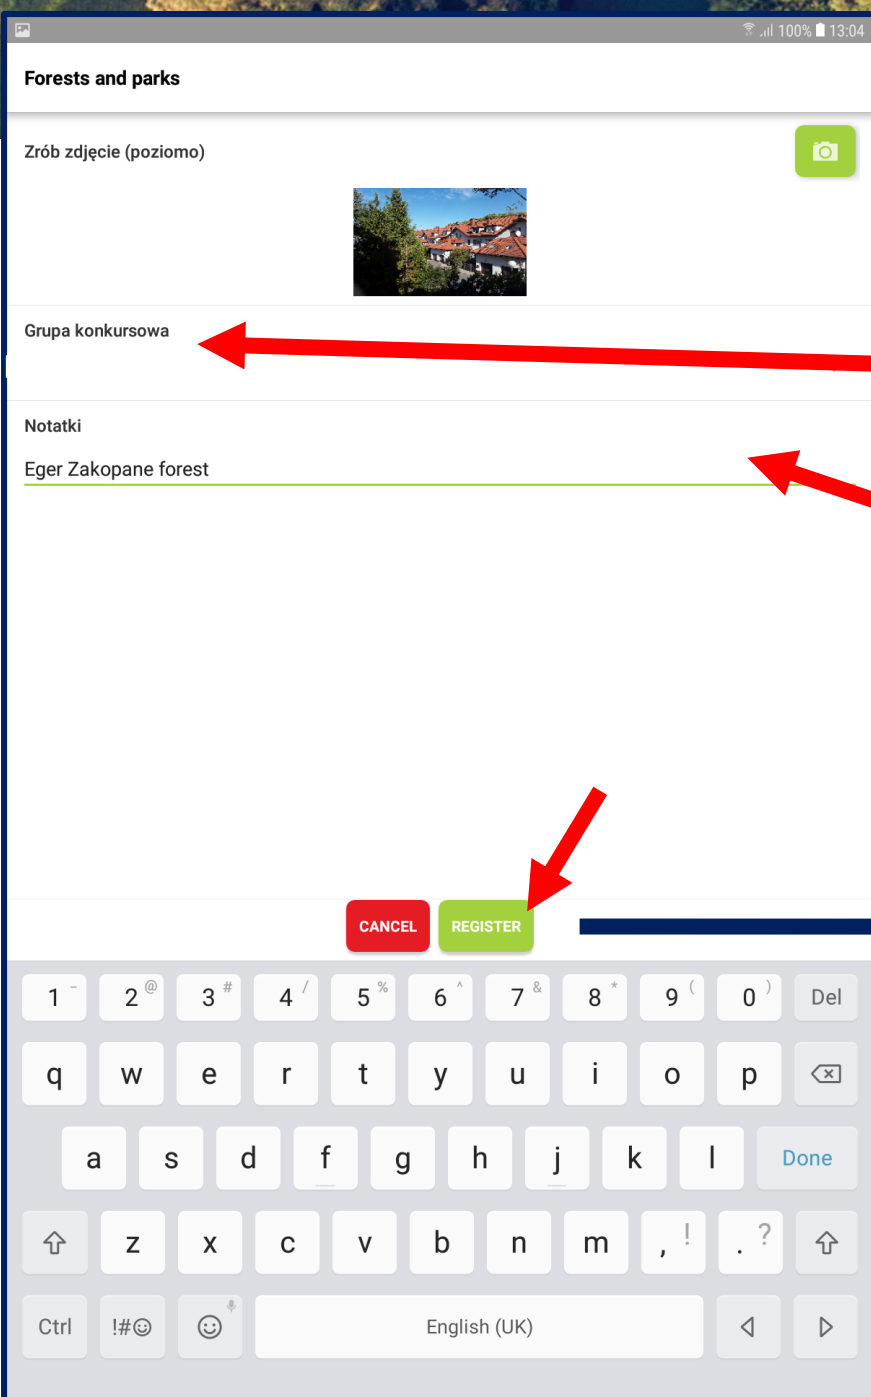 100% 13:04
Forests and parks
Zrób zdjęcie (poziomo)
Grupa konkursowa
Notatki
Eger Zakopane forest
CANCEL REGISTER
1 - 2 @ 3 # 4 / 5 % 6 ^ 7 & 8 * 9 ( 0 ) Del
q w e r t y u i o p
a s d f g h j k l Done
z x c v b n m , ! . ?
Ctrl !#☺ English (UK)